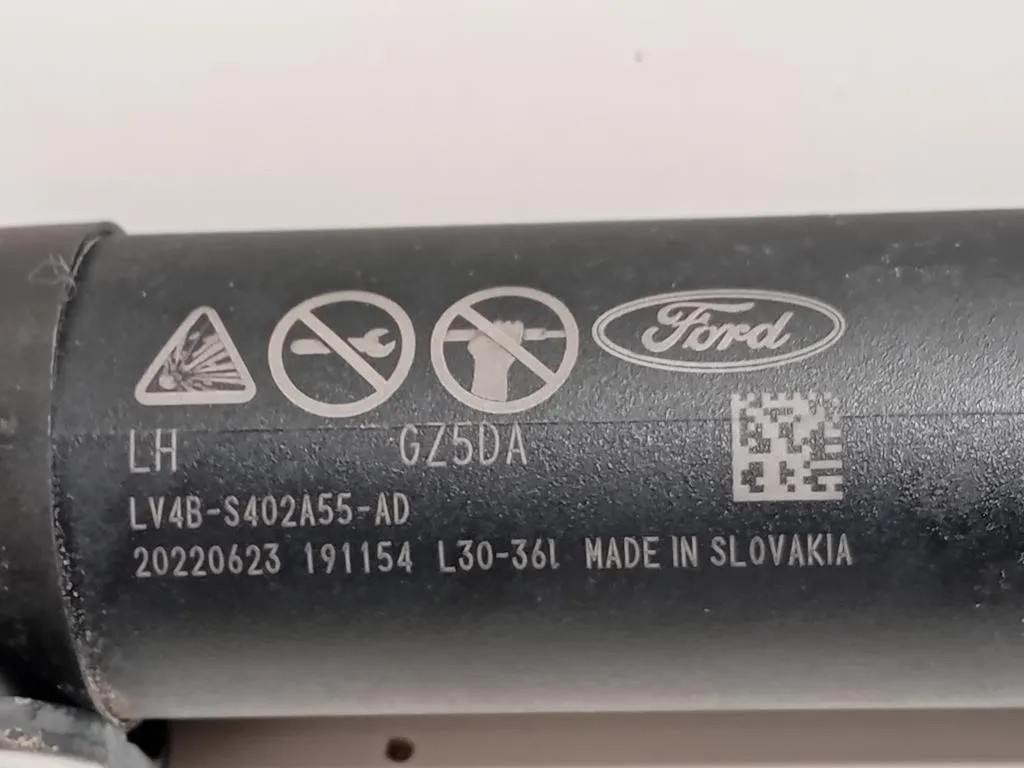 Ford
LH GZ5DA
LV4B-S402A55-AD
20220623 191154 L30-36l MADE IN SLOVAKIA